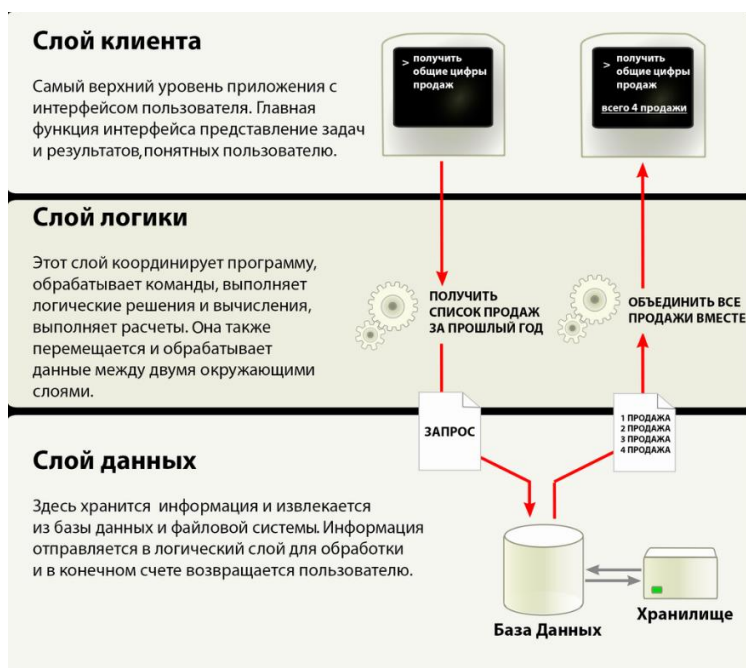 Слой клиента
Самый верхний уровень приложения с
интерфейсом пользователя. Главная
функция интерфейса представление задач
и результатов,понятных пользователю.
> получить
общие цифры
продаж
> получить
общие цифры
продаж
всего 4 продажи
Слой логики
Этот слой координирует программу,
обрабатывает команды, выполняет
логические решения и вычисления,
выполняет расчеты. Она также
перемещается и обрабатывает
данные между двумя окружающими
слоями.
ПОЛУЧИТЬ
СПИСОК ПРОДАЖ
ЗА ПРОШЛЫЙ ГОД
ОБЪЕДИНИТЬ ВСЕ
ПРОДАЖИ ВМЕСТЕ
ЗАПРОС
1 ПРОДАЖА
2 ПРОДАЖА
3 ПРОДАЖА
4 ПРОДАЖА
Слой данных
Здесь хранится информация и извлекается
из базы данных и файловой системы. Информация
отправляется в логический слой для обработки
и в конечном счете возвращается пользователю.
База Данных
Хранилище